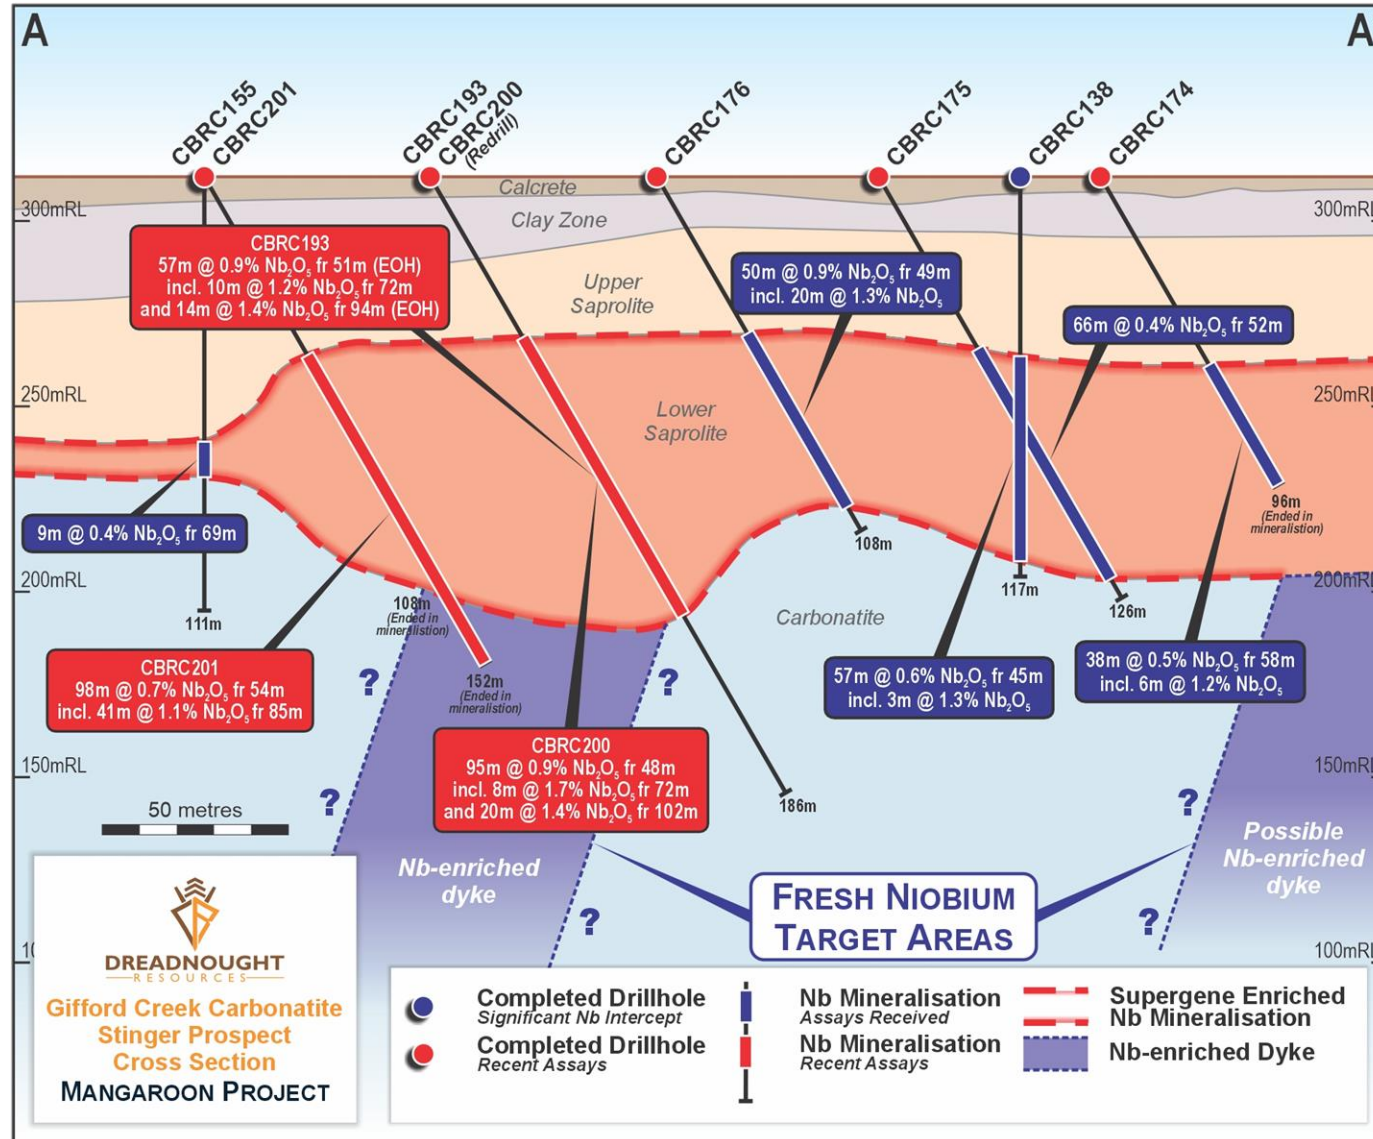 A
A
CBRC155
CBRC201
CBRC193
CBRC200
(Redrill)
CBRC176
CBRC175
CBRC138
CBRC174
Calcrete
300mRL
300mRL
Clay Zone
CBRC193
57m @ 0.9% Nb₂O₅ fr 51m (EOH)
incl. 10m @ 1.2% Nb₂O₅ fr 72m
and 14m @ 1.4% Nb₂O₅ fr 94m (EOH)
Upper
Saprolite
50m @ 0.9% Nb₂O₅ fr 49m
incl. 20m @ 1.3% Nb₂O₅
66m @ 0.4% Nb₂O₅ fr 52m
250mRL
250mRL
Lower
Saprolite
9m @ 0.4% Nb₂O₅ fr 69m
96m
(Ended in
mineralistion)
108m
200mRL
200mRL
117m
126m
111m
108m
(Ended in
mineralistion)
Carbonatite
CBRC201
98m @ 0.7% Nb₂O₅ fr 54m
incl. 41m @ 1.1% Nb₂O₅ fr 85m
?
152m
(Ended in
mineralistion)
?
57m @ 0.6% Nb₂O₅ fr 45m
incl. 3m @ 1.3% Nb₂O₅
38m @ 0.5% Nb₂O₅ fr 58m
incl. 6m @ 1.2% Nb₂O₅
CBRC200
95m @ 0.9% Nb₂O₅ fr 48m
incl. 8m @ 1.7% Nb₂O₅ fr 72m
and 20m @ 1.4% Nb₂O₅ fr 102m
150mRL
150mRL
186m
?
?
50 metres
Nb-enriched
dyke
Possible
Nb-enriched
dyke
FRESH NIOBIUM
TARGET AREAS
?
?
100mRL
DREADNOUGHT
RESOURCES
Gifford Creek Carbonatite
Stinger Prospect
Cross Section
MANGAROON PROJECT
Completed Drillhole
Significant Nb Intercept
Completed Drillhole
Recent Assays
Nb Mineralisation
Assays Received
Nb Mineralisation
Recent Assays
Supergene Enriched
Nb Mineralisation
Nb-enriched Dyke